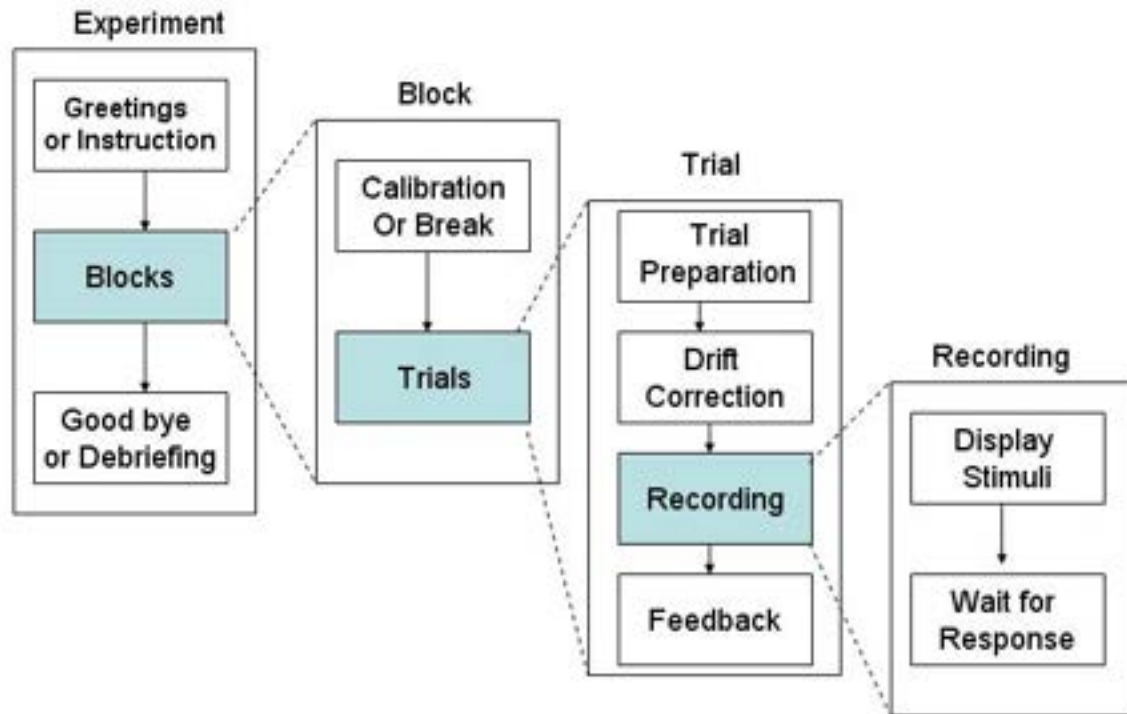 Experiment
Greetings
or Instruction
Blocks
Good bye
or Debriefing
Block
Calibration
Or Break
Trials
Trial
Trial
Preparation
Drift
Correction
Recording
Feedback
Recording
Display
Stimuli
Wait for
Response